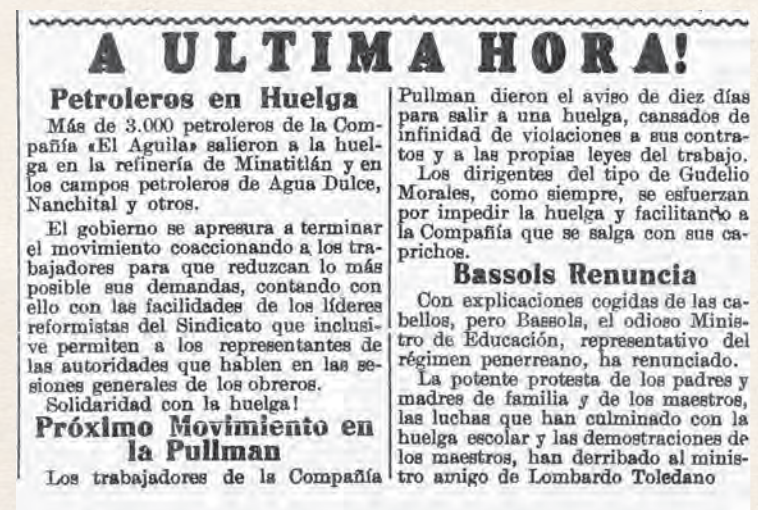 A ULTIMA HORA!
Petroleros en Huelga
Más de 3.000 petroleros de la Com-
pañía «El Aguila» salieron a la huel-
ga en la refinería de Minatitlán y en
los campos petroleros de Agua Dulce,
Nanchital y otros.
El gobierno se apresura a terminar
el movimiento coaccionando a los tra-
bajadores para que reduzcan lo más
posible sus demandas, contando con
ello con las facilidades de los líderes
reformistas del Sindicato que inclusi-
ve permiten a los representantes de
las autoridades que hablen en las se-
siones generales de los obreros.
Solidaridad con la huelga!
Próximo Movimiento en
la Pullman
Los trabajadores de la Compañía
Pullman dieron el aviso de diez días
para salir a una huelga, cansados de
infinidad de violaciones a sus contra-
tos y a las propias leyes del trabajo.
Los dirigentes del tipo de Gudelio
Morales, como siempre, se esfuerzan
por impedir la huelga y facilitando a
la Compañía que se salga con sus ca-
prichos.
Bassols Renuncia
Con explicaciones cogidas de las ca-
bellos, pero Bassols, el odioso Minis-
tro de Educación, representativo del
régimen penerreano, ha renunciado.
La potente protesta de los padres y
madres de familia y de los maestros,
las luchas que han culminado con la
huelga escolar y las demostraciones de
los maestros, han derribado al minis-
tro amigo de Lombardo Toledano